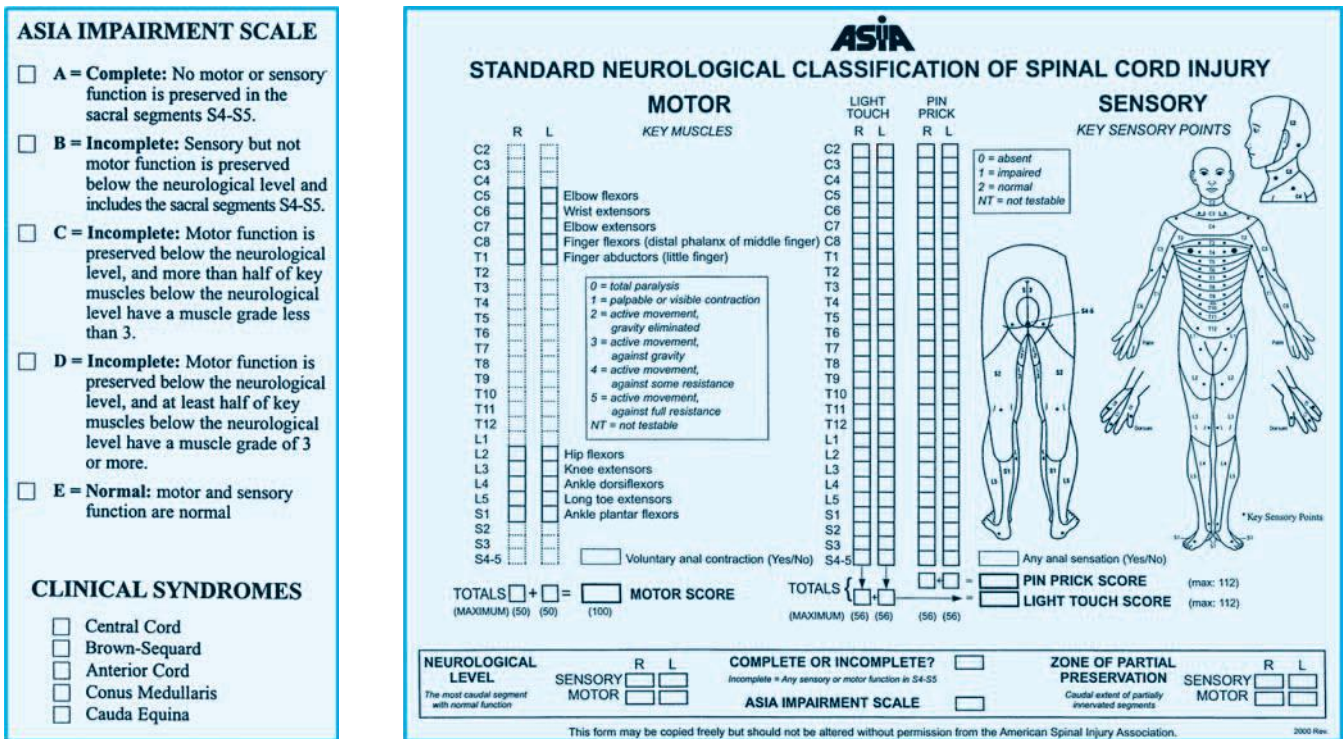 ASIA IMPAIRMENT SCALE
A = Complete: No motor or sensory
function is preserved in the
sacral segments S4-S5.
B = Incomplete: Sensory but not
motor function is preserved
below the neurological level and
includes the sacral segments S4-S5.
C = Incomplete: Motor function is
preserved below the neurological
level, and more than half of key
muscles below the neurological
level have a muscle grade less
than 3.
D = Incomplete: Motor function is
preserved below the neurological
level, and at least half of key
muscles below the neurological
level have a muscle grade of 3
or more.
E = Normal: motor and sensory
function are normal
CLINICAL SYNDROMES
Central Cord
Brown-Sequard
Anterior Cord
Conus Medullaris
Cauda Equina
ASIA
STANDARD NEUROLOGICAL CLASSIFICATION OF SPINAL CORD INJURY
MOTOR
KEY MUSCLES
R L
C2
C3
C4
C5 Elbow flexors
C6 Wrist extensors
C7 Elbow extensors
C8 Finger flexors (distal phalanx of middle finger)
T1 Finger abductors (little finger)
T2
T3
T4
T5
T6
T7
T8
T9
T10
T11
T12
L1
L2 Hip flexors
L3 Knee extensors
L4 Ankle dorsiflexors
L5 Long toe extensors
S1 Ankle plantar flexors
S2
S3
S4-5
0 = total paralysis
1 = palpable or visible contraction
2 = active movement,
gravity eliminated
3 = active movement,
against gravity
4 = active movement,
against some resistance
5 = active movement,
against full resistance
NT = not testable
Voluntary anal contraction (Yes/No)
TOTALS + = MOTOR SCORE
(MAXIMUM) (50) (50) (100)
LIGHT TOUCH
R L
PIN PRICK
R L
C2
C3
C4
C5
C6
C7
C8
T1
T2
T3
T4
T5
T6
T7
T8
T9
T10
T11
T12
L1
L2
L3
L4
L5
S1
S2
S3
S4-5
SENSORY
KEY SENSORY POINTS
0 = absent
1 = impaired
2 = normal
NT = not testable
Palm
Palm
Dorsum
Dorsum
*Key Sensory Points
Any anal sensation (Yes/No)
TOTALS { + = PIN PRICK SCORE (max: 112)
+ = LIGHT TOUCH SCORE (max: 112)
(MAXIMUM) (56) (56) (56) (56)
NEUROLOGICAL
LEVEL
The most caudal segment
with normal function
R L
SENSORY
MOTOR
COMPLETE OR INCOMPLETE?
Incomplete = Any sensory or motor function in S4-S5
ASIA IMPAIRMENT SCALE
ZONE OF PARTIAL
PRESERVATION
Caudal extent of partially
innervated segments
R L
SENSORY
MOTOR
This form may be copied freely but should not be altered without permission from the American Spinal Injury Association.
2000 Rev.